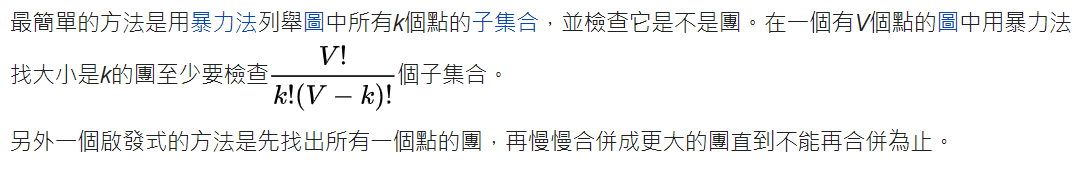 最簡單的方法是用暴力法列舉圖中所有k個點的子集合，並檢查它是不是團。在一個有V個點的圖中用暴力法
找大小是k的團至少要檢查\frac{V!}{k!(V-k)!}個子集合。
另外一個啟發式的方法是先找出所有一個點的團，再慢慢合併成更大的團直到不能再合併為止。